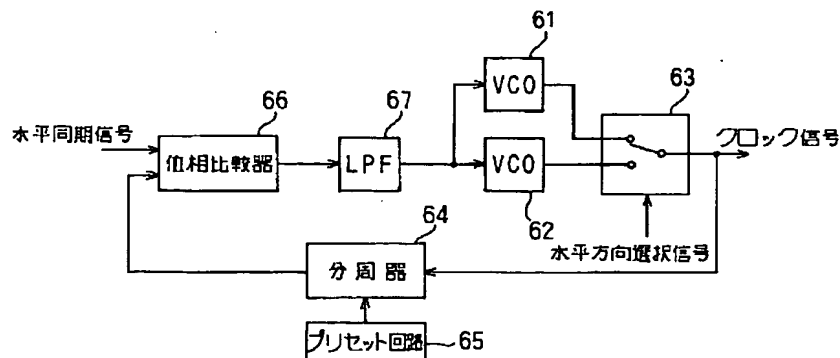 61
VCO
63
66
67
水平同期信号
クロック信号
位相比較器
LPF
VCO
62
64
水平方向選択信号
分周器
プリセット回路
65